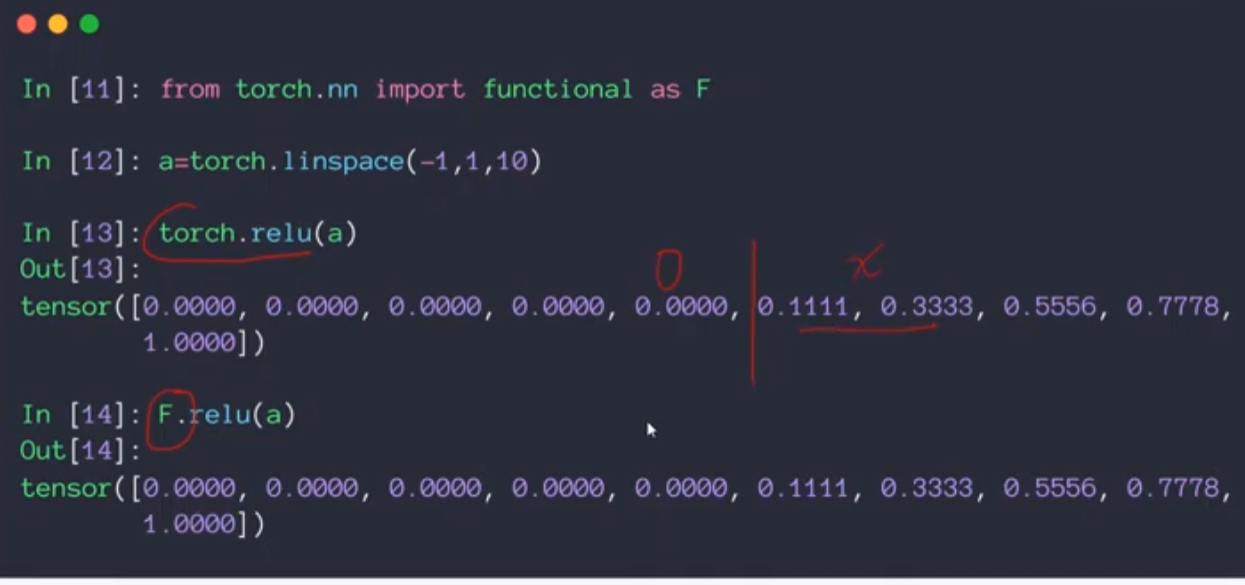 In [11]: from torch.nn import functional as F
In [12]: a=torch.linspace(-1,1,10)
In [13]: torch.relu(a)
Out[13]:
0 x
tensor([0.0000, 0.0000, 0.0000, 0.0000, 0.0000, 0.1111, 0.3333, 0.5556, 0.7778,
1.0000])
In [14]: F.relu(a)
Out[14]:
tensor([0.0000, 0.0000, 0.0000, 0.0000, 0.0000, 0.1111, 0.3333, 0.5556, 0.7778,
1.0000])